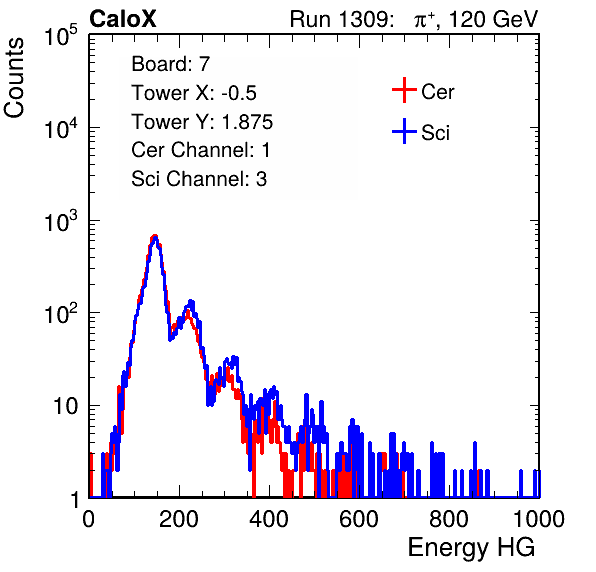 CaloX Run 1309: π⁺, 120 GeV
Counts
10⁵
10⁴
10³
10²
10
1
Board: 7
Tower X: -0.5
Tower Y: 1.875
Cer Channel: 1
Sci Channel: 3
Cer
Sci
0 200 400 600 800 1000
Energy HG